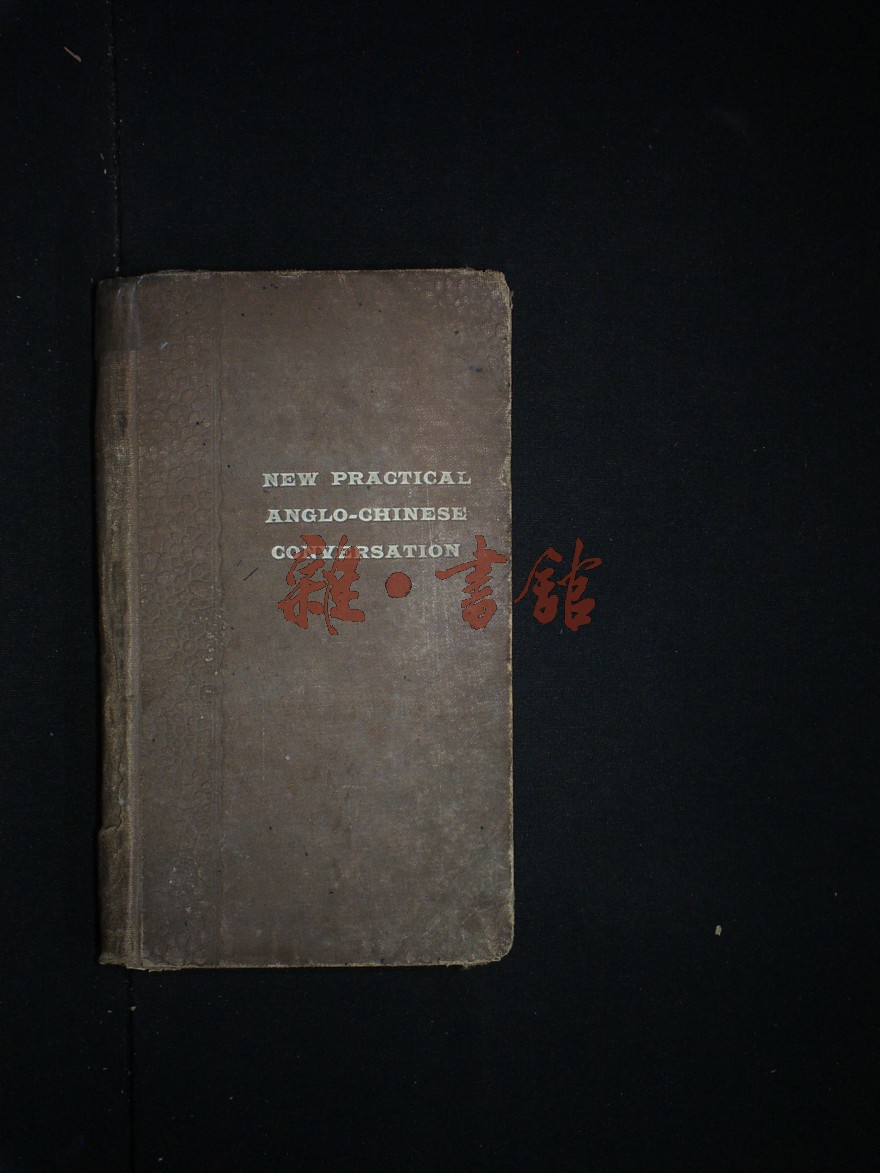 NEW PRACTICAL
ANGLO-CHINESE
CONVERSATION
雜·書館